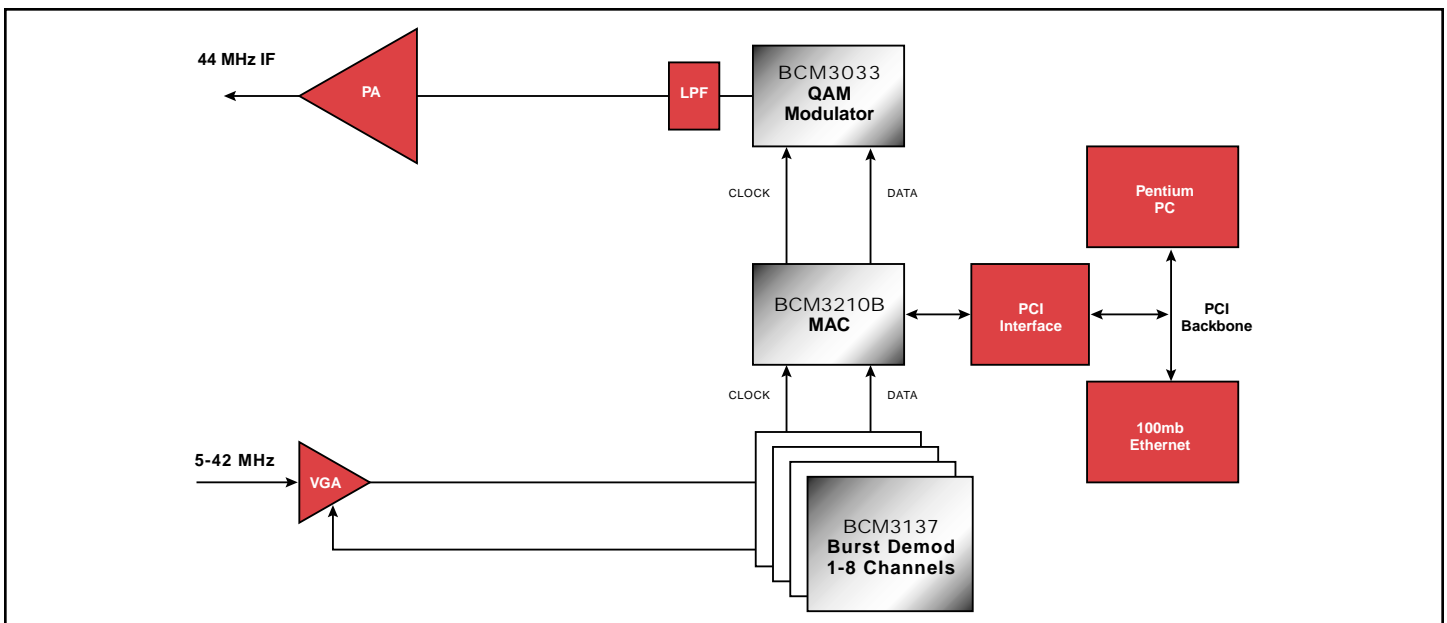 44 MHz IF
PA
LPF
BCM3033
QAM
Modulator
CLOCK
DATA
Pentium
PC
BCM3210B
MAC
PCI
Interface
PCI
Backbone
CLOCK
DATA
100mb
Ethernet
5-42 MHz
VGA
BCM3137
Burst Demod
1-8 Channels